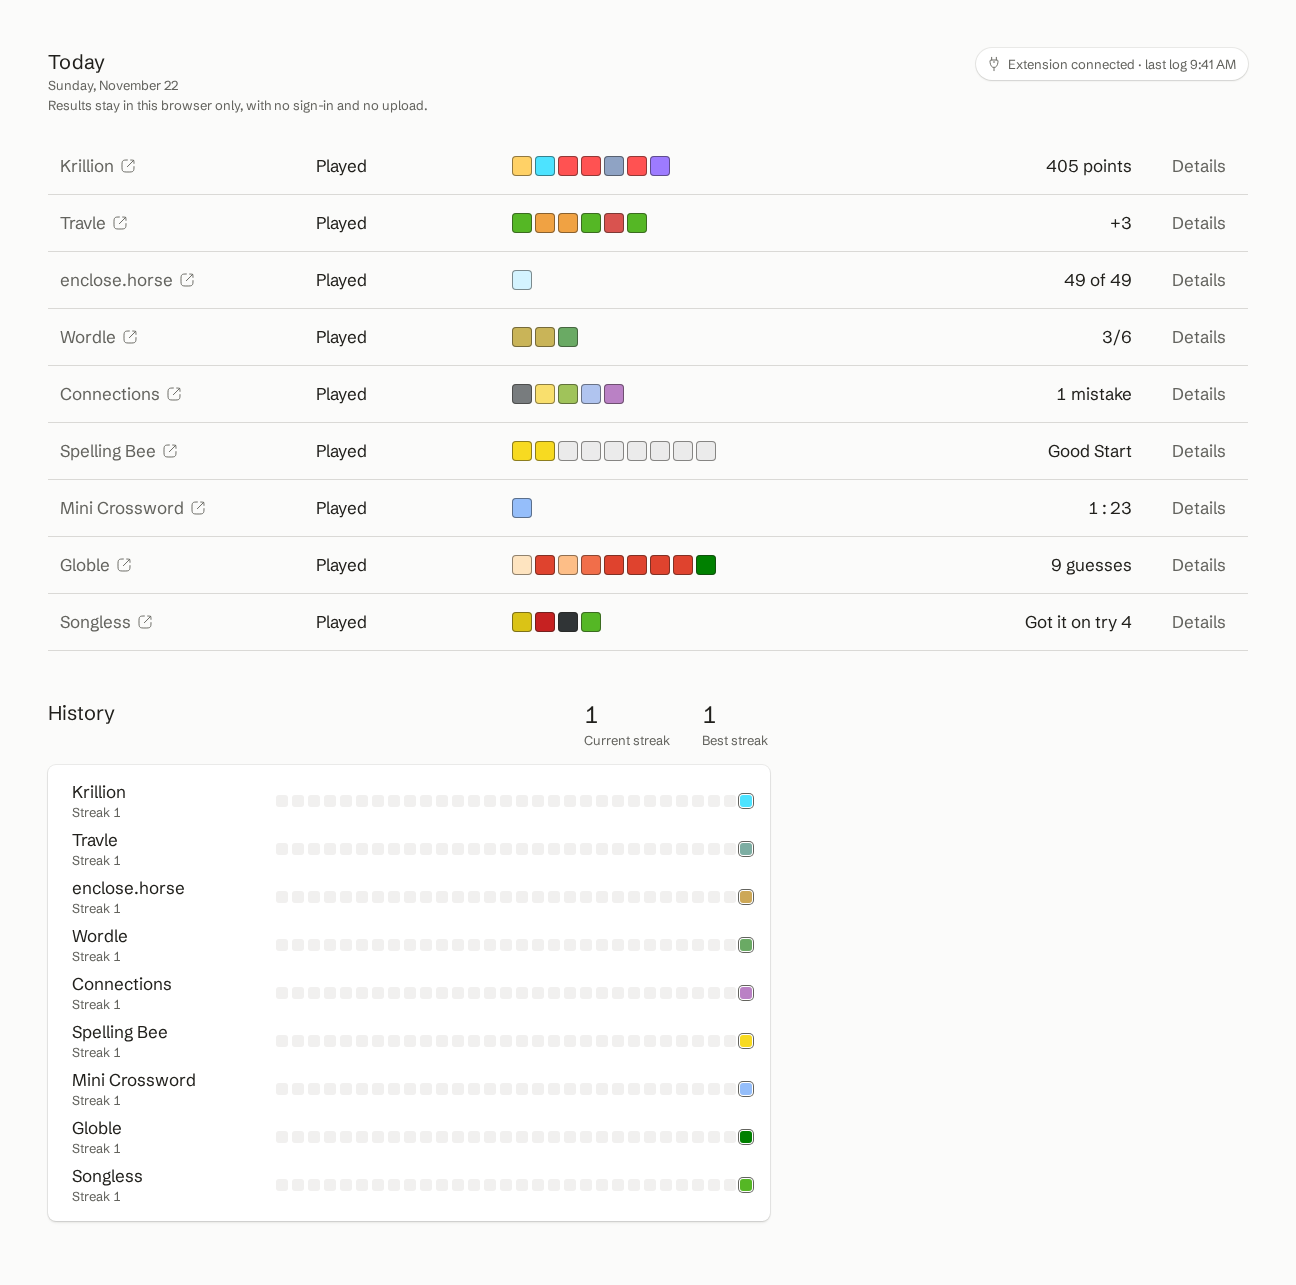 Today
Sunday, November 22
Results stay in this browser only, with no sign-in and no upload.
Extension connected · last log 9:41 AM
Krillion Played 405 points Details
Travle Played +3 Details
enclose.horse Played 49 of 49 Details
Wordle Played 3/6 Details
Connections Played 1 mistake Details
Spelling Bee Played Good Start Details
Mini Crossword Played 1:23 Details
Globle Played 9 guesses Details
Songless Played Got it on try 4 Details
History
1
Current streak
1
Best streak
Krillion
Streak 1
Travle
Streak 1
enclose.horse
Streak 1
Wordle
Streak 1
Connections
Streak 1
Spelling Bee
Streak 1
Mini Crossword
Streak 1
Globle
Streak 1
Songless
Streak 1